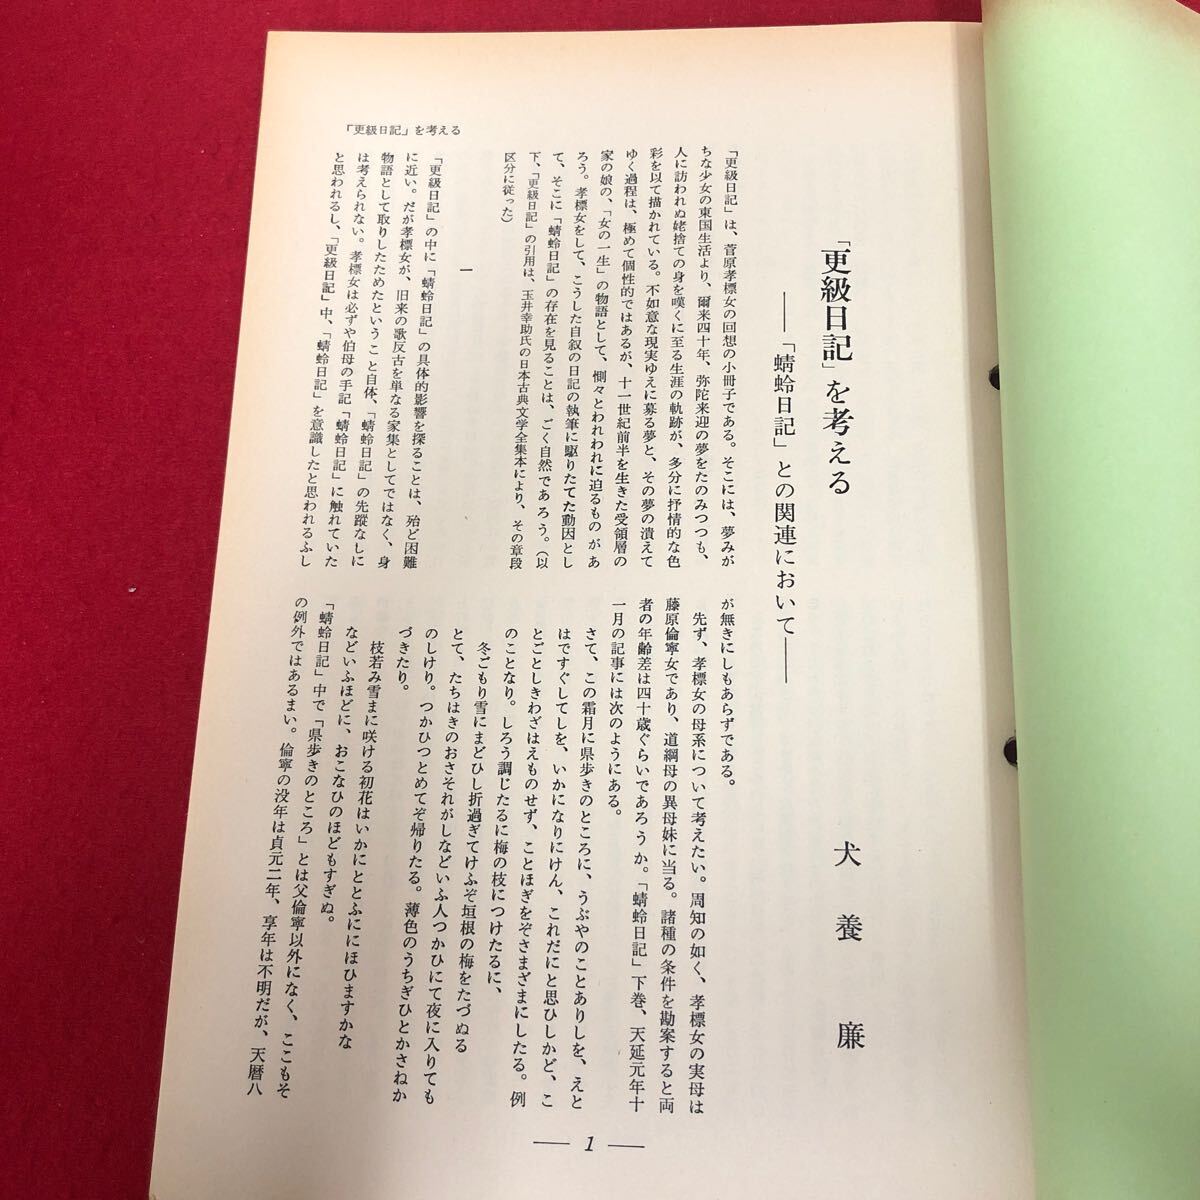 「更級日記」を考える
「更級日記」を考える
――「蜻蛉日記」との関連において――
犬養廉
「更級日記」は、菅原孝標女の回想の小冊子である。そこには、夢みが
ちな少女の東国生活より、爾来四十年、弥陀来迎の夢をたのみつつも、
人に訪われぬ姥捨ての身を嘆くに至る生涯の軌跡が、多分に抒情的な色
彩を以て描かれている。不如意な現実ゆえに募る夢と、その夢の潰えて
ゆく過程は、極めて個性的ではあるが、十一世紀前半を生きた受領層の
家の娘の、「女の一生」の物語として、惻々とわれわれに迫るものがあ
ろう。孝標女をして、こうした自叙の日記の執筆に駆りたてた動因とし
て、そこに「蜻蛉日記」の存在を見ることは、ごく自然であろう。（以
下、「更級日記」の引用は、玉井幸助氏の日本古典文学全集本により、その章段
区分に従った）
一
「更級日記」の中に「蜻蛉日記」の具体的影響を探ることは、殆ど困難
に近い。だが孝標女が、旧来の歌反古を単なる家集としてではなく、身
物語として取りしたためたということ自体、「蜻蛉日記」の先蹤なしに
は考えられない。孝標女は必ずや伯母の手記「蜻蛉日記」に触れていた
と思われるし、「更級日記」中、「蜻蛉日記」を意識したと思われるふし
が無きにしもあらずである。
先ず、孝標女の母系について考えたい。周知の如く、孝標女の実母は
藤原倫寧女であり、道綱母の異母妹に当る。諸種の条件を勘案すると両
者の年齢差は四十歳ぐらいであろうか。「蜻蛉日記」下巻、天延元年十
一月の記事には次のようにある。
さて、この霜月に県歩きのところに、うぶやのことありしを、えと
はですぐしてしを、いかになりにけん、これだにと思ひしかど、こ
とごとしきわざはえものせず、ことほぎをぞさまざまにしたる。例
のことなり。しろう調じたるに梅の枝につけたるに、
冬ごもり雪にまどひし折過ぎてけふぞ垣根の梅をたづぬる
とて、たちはきのおさそれがしなどいふ人つかひにて夜に入りても
のしけり。つかひつとめてぞ帰りたる。薄色のうちぎひとかさねか
づきたり。
枝若み雪まに咲ける初花はいかにととふににほひますかな
などいふほどに、おこなひのほどもすぎぬ。
「蜻蛉日記」中で「県歩きのところ」とは父倫寧以外になく、ここもそ
の例外ではあるまい。倫寧の没年は貞元二年、享年は不明だが、天暦八
― 1 ―